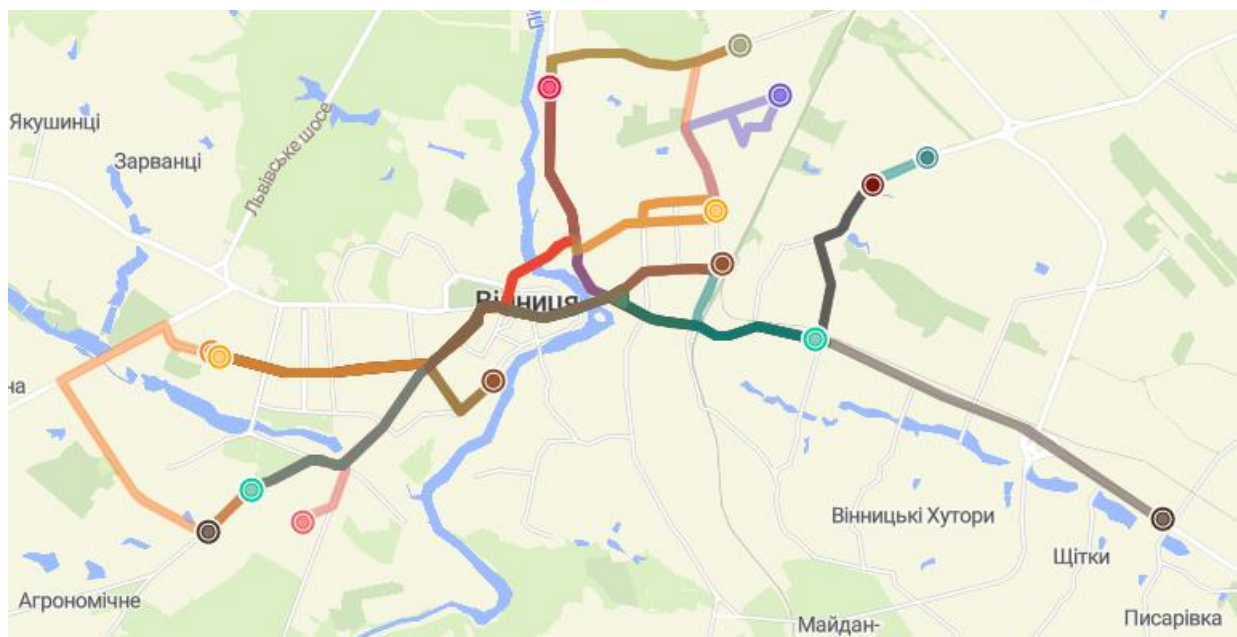 Якушинці
Зарванці
Львівське шосе
Вінниця
на
Вінницькі Хутори
Щітки
Агрономічне
Писарівка
Майдан-